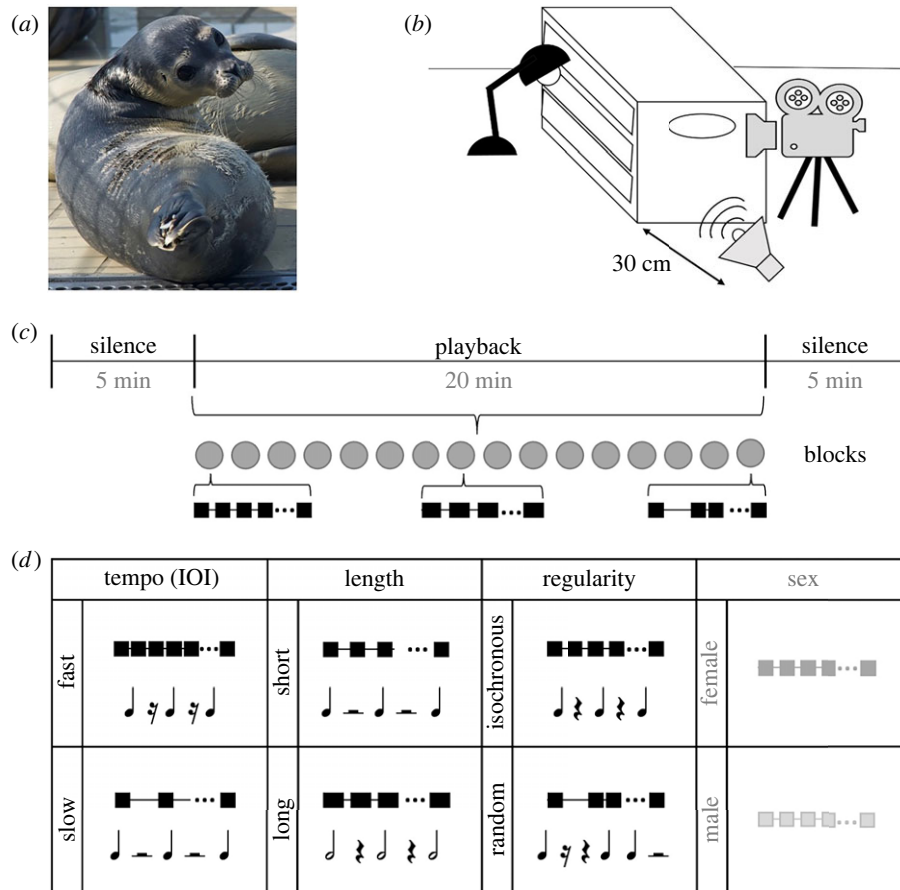 (a)
(b)
30 cm
(c)
silence
playback
silence
5 min
20 min
5 min
blocks
(d)
tempo (IOI)
length
regularity
sex
fast
short
isochronous
female
slow
long
random
male